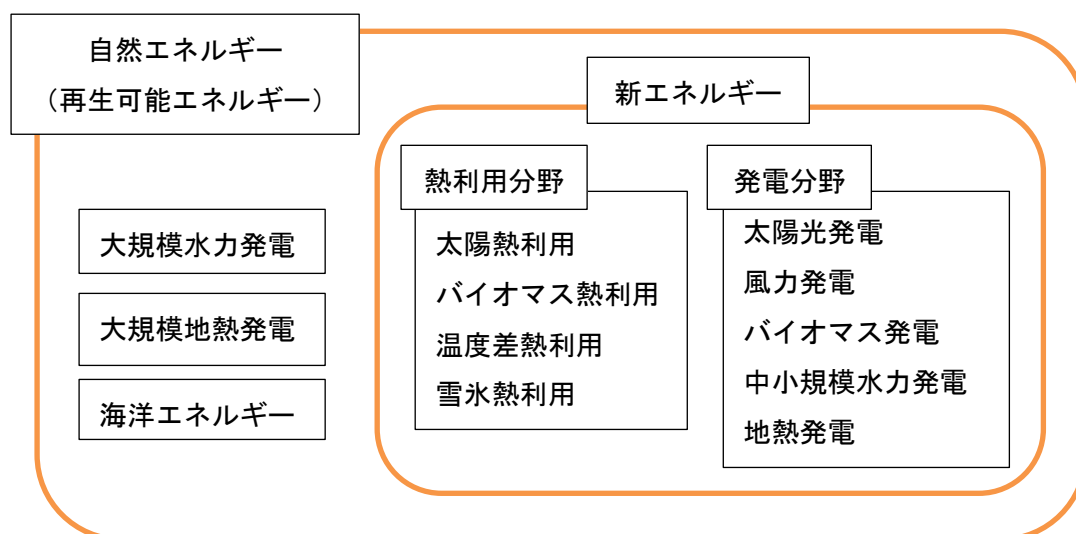 自然エネルギー
（再生可能エネルギー）
新エネルギー
熱利用分野
発電分野
大規模水力発電
大規模地熱発電
海洋エネルギー
太陽熱利用
バイオマス熱利用
温度差熱利用
雪氷熱利用
太陽光発電
風力発電
バイオマス発電
中小規模水力発電
地熱発電